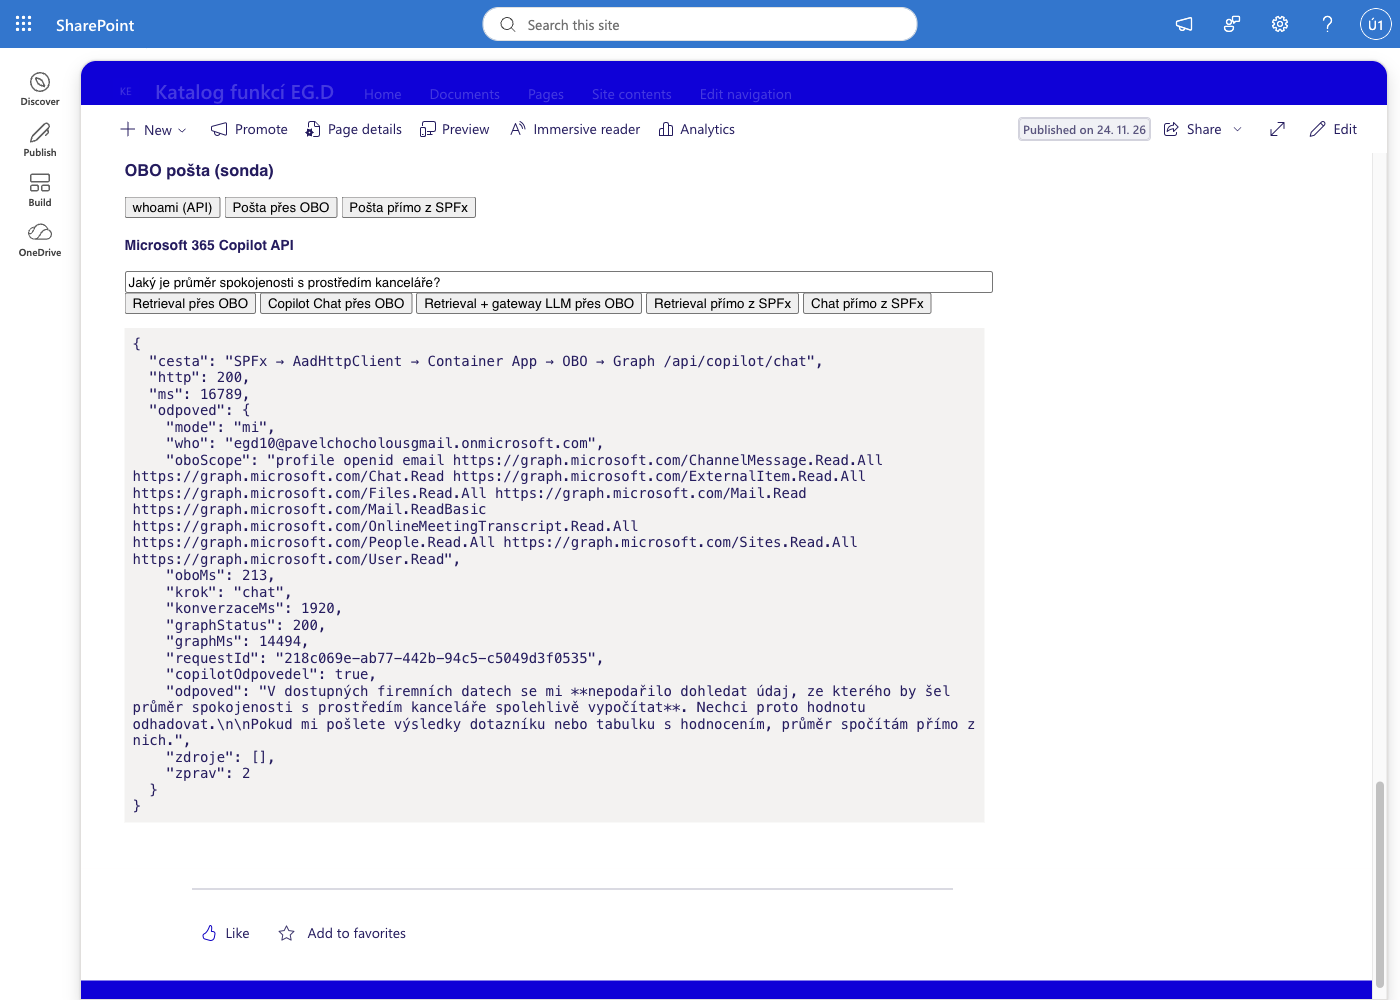 SharePoint
Search this site
Ú1
Discover
Publish
Build
OneDrive
KE
Katalog funkcí EG.D
Home
Documents
Pages
Site contents
Edit navigation
New
Promote
Page details
Preview
Immersive reader
Analytics
Published on 24. 11. 26
Share
Edit
OBO pošta (sonda)
whoami (API)
Pošta přes OBO
Pošta přímo z SPFx
Microsoft 365 Copilot API
Jaký je průměr spokojenosti s prostředím kanceláře?
Retrieval přes OBO
Copilot Chat přes OBO
Retrieval + gateway LLM přes OBO
Retrieval přímo z SPFx
Chat přímo z SPFx
{
"cesta": "SPFx → AadHttpClient → Container App → OBO → Graph /api/copilot/chat",
"http": 200,
"ms": 16789,
"odpoved": {
"mode": "mi",
"who": "egd10@pavelchocholousgmail.onmicrosoft.com",
"oboScope": "profile openid email https://graph.microsoft.com/ChannelMessage.Read.All
https://graph.microsoft.com/Chat.Read https://graph.microsoft.com/ExternalItem.Read.All
https://graph.microsoft.com/Files.Read.All https://graph.microsoft.com/Mail.Read
https://graph.microsoft.com/Mail.ReadBasic
https://graph.microsoft.com/OnlineMeetingTranscript.Read.All
https://graph.microsoft.com/People.Read.All https://graph.microsoft.com/Sites.Read.All
https://graph.microsoft.com/User.Read",
"oboMs": 213,
"krok": "chat",
"konverzaceMs": 1920,
"graphStatus": 200,
"graphMs": 14494,
"requestId": "218c069e-ab77-442b-94c5-c5049d3f0535",
"copilotOdpovedel": true,
"odpoved": "V dostupných firemních datech se mi **nepodařilo dohledat údaj, ze kterého by šel
průměr spokojenosti s prostředím kanceláře spolehlivě vypočítat**. Nechci proto hodnotu
odhadovat.\n\nPokud mi pošlete výsledky dotazníku nebo tabulku s hodnocením, průměr spočítám přímo z
nich.",
"zdroje": [],
"zprav": 2
}
}
Like
Add to favorites